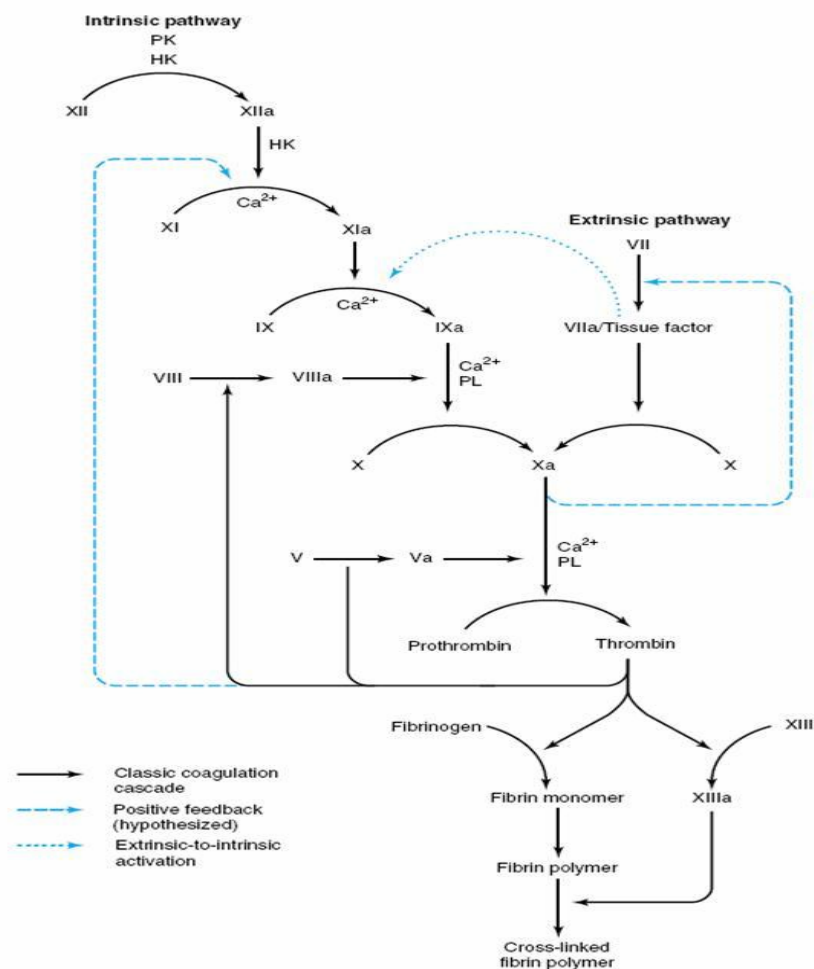 Intrinsic pathway
PK
HK
XII
XIIa
HK
Ca²⁺
XI
XIa
Extrinsic pathway
VII
Ca²⁺
IX
IXa
VIIa/Tissue factor
VIII
VIIIa
Ca²⁺
PL
X
Xa
X
V
Va
Ca²⁺
PL
Prothrombin
Thrombin
Fibrinogen
XIII
Fibrin monomer
XIIIa
Fibrin polymer
Cross-linked
fibrin polymer
Classic coagulation
cascade
Positive feedback
(hypothesized)
Extrinsic-to-intrinsic
activation